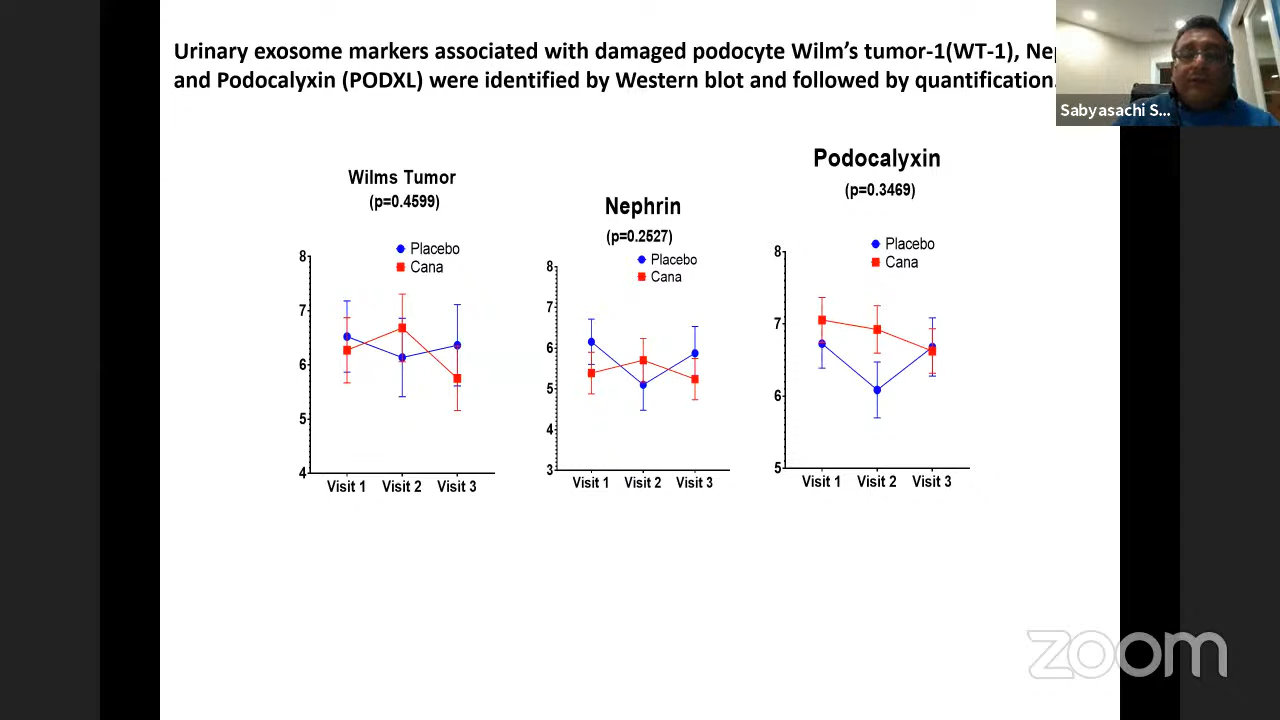 Urinary exosome markers associated with damaged podocyte Wilm’s tumor-1(WT-1),
and Podocalyxin (PODXL) were identified by Western blot and followed by quantification.
Sabyasachi S...
Wilms Tumor
(p=0.4599)
Placebo
Cana
8
7
6
5
4
Visit 1 Visit 2 Visit 3
Nephrin
(p=0.2527)
Placebo
Cana
8
7
6
5
4
3
Visit 1 Visit 2 Visit 3
Podocalyxin
(p=0.3469)
Placebo
Cana
8
7
6
5
Visit 1 Visit 2 Visit 3
zoom